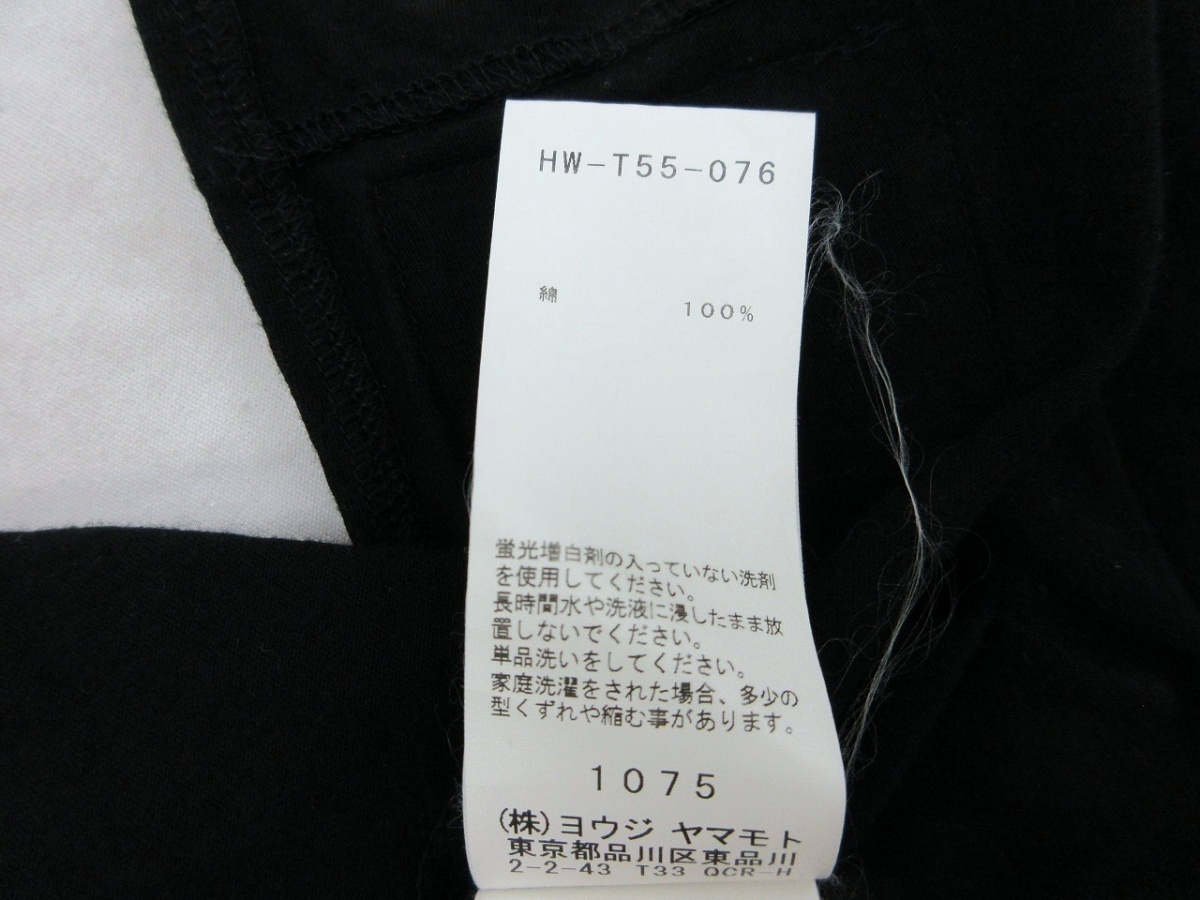 HW-T55-076
綿 100%
蛍光増白剤の入っていない洗剤
を使用してください。
長時間水や洗液に浸したまま放
置しないでください。
単品洗いをしてください。
家庭洗濯をされた場合、多少の
型くずれや縮む事があります。
1075
(株)ヨウジ ヤマモト
東京都品川区東品川
2-2-43 T33 QCR-H